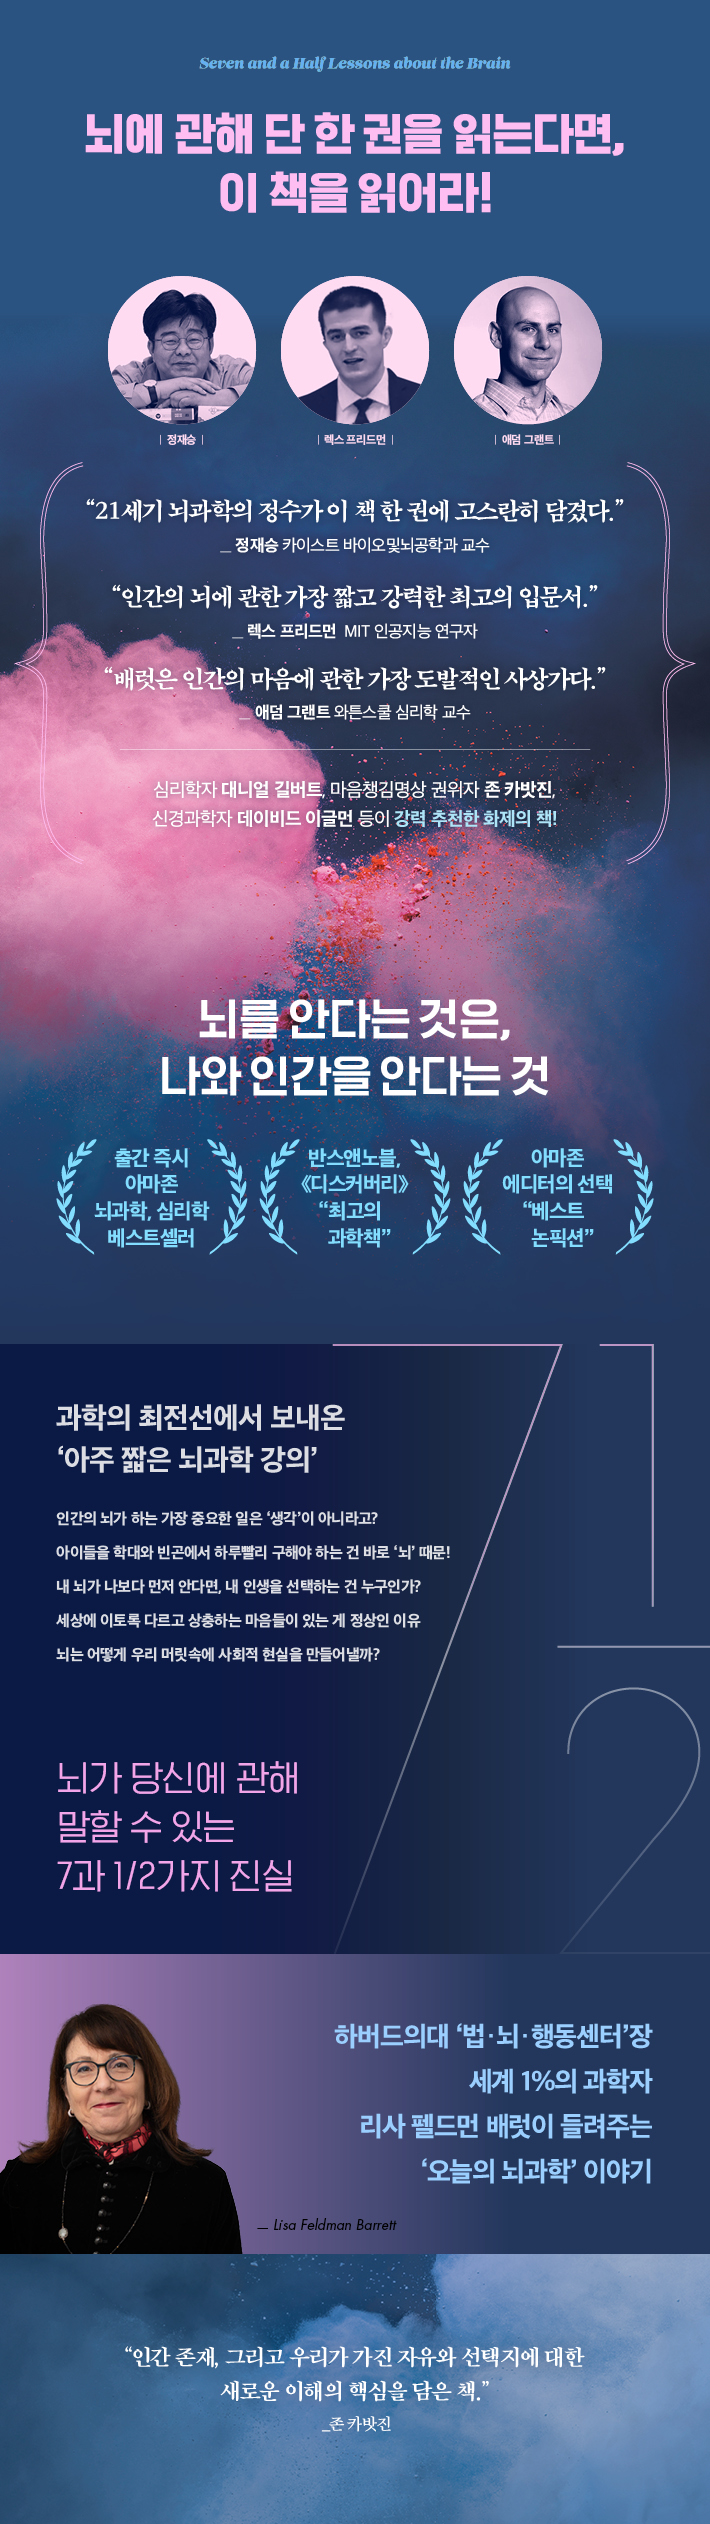 Seven and a Half Lessons about the Brain
뇌에 관해 단 한 권을 읽는다면,
이 책을 읽어라!
| 정재승 |
| 렉스 프리드먼 |
| 애덤 그랜트 |
“21세기 뇌과학의 정수가 이 책 한 권에 고스란히 담겼다.”
_ 정재승 카이스트 바이오및뇌공학과 교수
“인간의 뇌에 관한 가장 짧고 강력한 최고의 입문서.”
_ 렉스 프리드먼 MIT 인공지능 연구자
“배럿은 인간의 마음에 관한 가장 도발적인 사상가다.”
_ 애덤 그랜트 와튼스쿨 심리학 교수
심리학자 대니얼 길버트, 마음챙김명상 권위자 존 카밧진,
신경과학자 데이비드 이글먼 등이 강력 추천한 화제의 책!
뇌를 안다는 것은,
나와 인간을 안다는 것
출간 즉시
아마존
뇌과학, 심리학
베스트셀러
반스앤노블,
《디스커버리》
“최고의
과학책”
아마존
에디터의 선택
“베스트
논픽션”
과학의 최전선에서 보내온
‘아주 짧은 뇌과학 강의’
인간의 뇌가 하는 가장 중요한 일은 ‘생각’이 아니라고?
아이들을 학대와 빈곤에서 하루빨리 구해야 하는 건 바로 ‘뇌’ 때문!
내 뇌가 나보다 먼저 안다면, 내 인생을 선택하는 건 누구인가?
세상에 이토록 다르고 상충하는 마음들이 있는 게 정상인 이유
뇌는 어떻게 우리 머릿속에 사회적 현실을 만들어낼까?
7 1/2
뇌가 당신에 관해
말할 수 있는
7과 1/2가지 진실
하버드의대 ‘법·뇌·행동센터’장
세계 1%의 과학자
리사 펠드먼 배럿이 들려주는
‘오늘의 뇌과학’ 이야기
— Lisa Feldman Barrett
“인간 존재, 그리고 우리가 가진 자유와 선택지에 대한
새로운 이해의 핵심을 담은 책.”
_존 카밧진